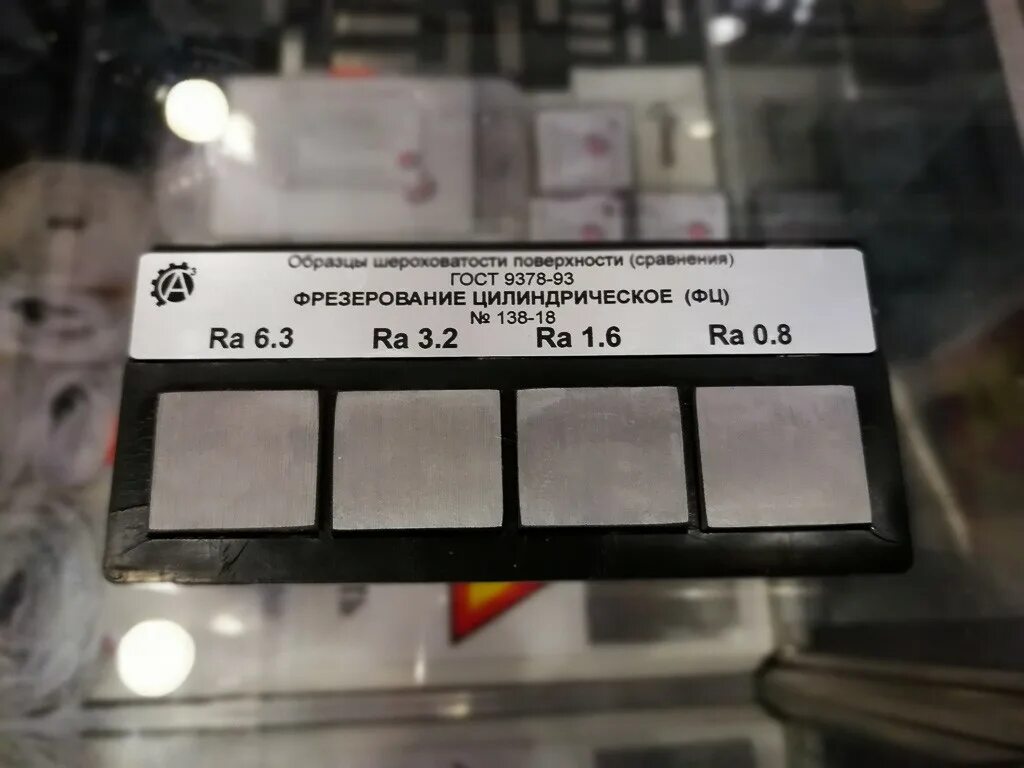 Образцы шероховатости поверхности (сравнения)
ГОСТ 9378-93
ФРЕЗЕРОВАНИЕ ЦИЛИНДРИЧЕСКОЕ (ФЦ)
№ 138-18
Ra 6.3 Ra 3.2 Ra 1.6 Ra 0.8
А³